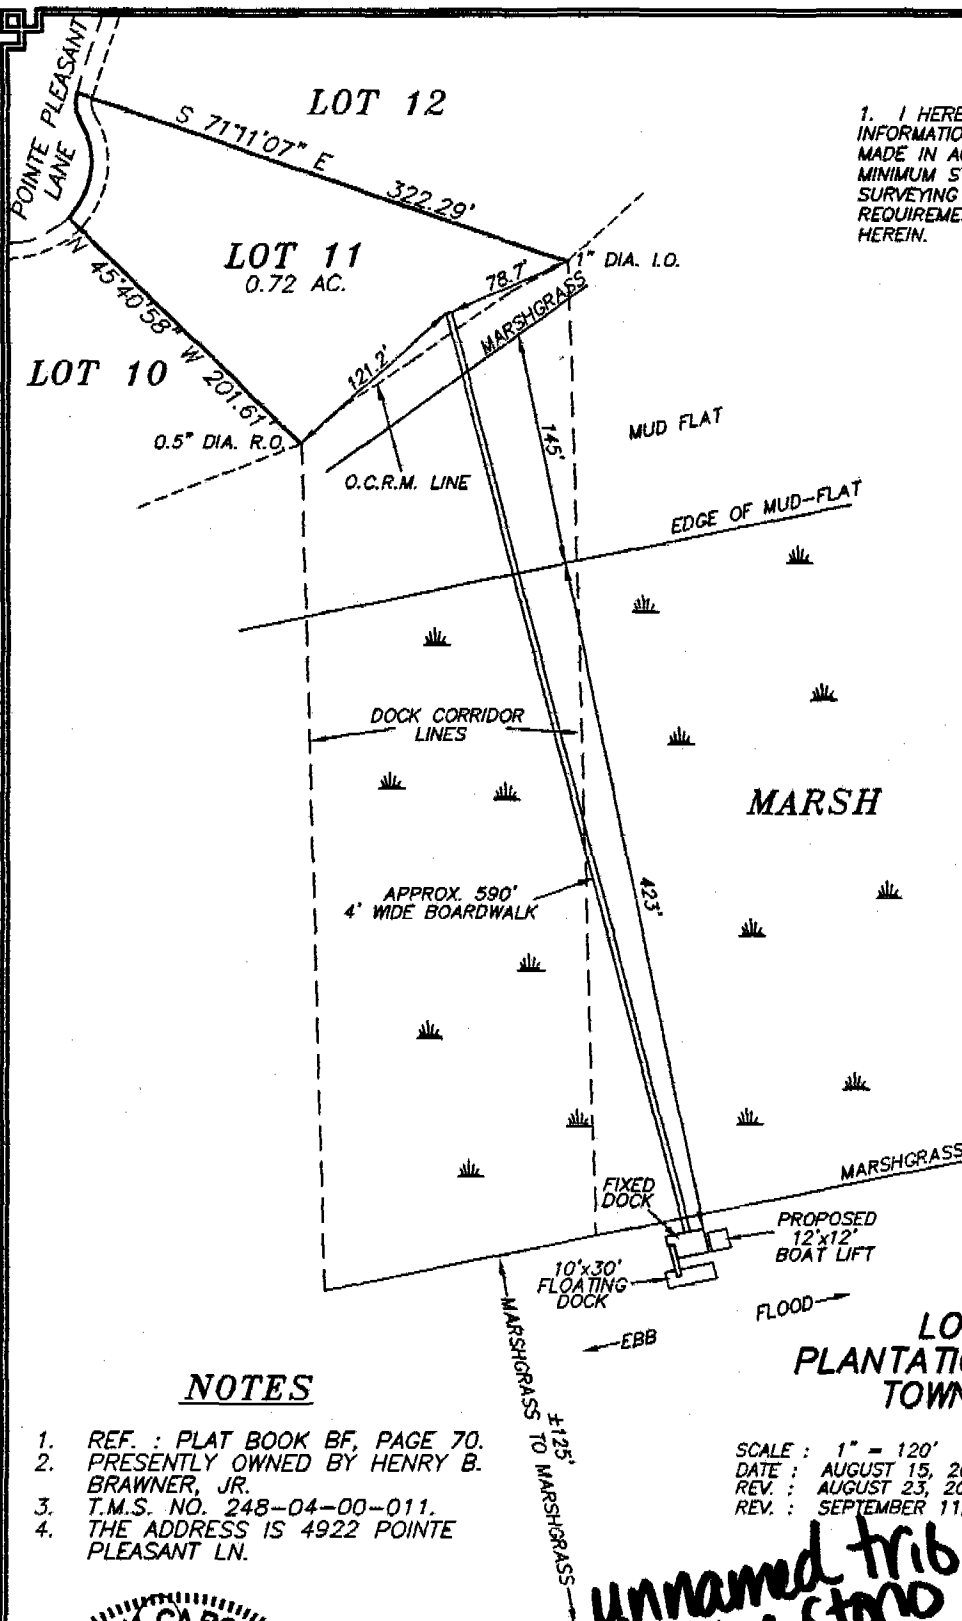 POINTE PLEASANT
LANE
LOT 12
S 71°11'07" E
322.29'
1. I HERE
INFORMATIO
MADE IN A
MINIMUM S
SURVEYING
REQUIREME
HEREIN.
LOT 11
0.72 AC.
1" DIA. I.O.
78.7'
MARSHGRASS
N 45°40'58" W 201.61'
LOT 10
121.2'
0.5" DIA. R.O.
O.C.R.M. LINE
145'
MUD FLAT
EDGE OF MUD-FLAT
DOCK CORRIDOR
LINES
MARSH
APPROX. 590'
4' WIDE BOARDWALK
423'
MARSHGRASS
FIXED
DOCK
PROPOSED
12'x12'
BOAT LIFT
10'x30'
FLOATING
DOCK
FLOOD
EBB
±125'
MARSHGRASS TO MARSHGRASS
LO
PLANTATI
TOWN
NOTES
1. REF. : PLAT BOOK BF, PAGE 70.
2. PRESENTLY OWNED BY HENRY B.
BRAWNER, JR.
3. T.M.S. NO. 248-04-00-011.
4. THE ADDRESS IS 4922 POINTE
PLEASANT LN.
SCALE : 1" = 120'
DATE : AUGUST 15, 20
REV. : AUGUST 23, 20
REV. : SEPTEMBER 11,
unnamed trib
Stono